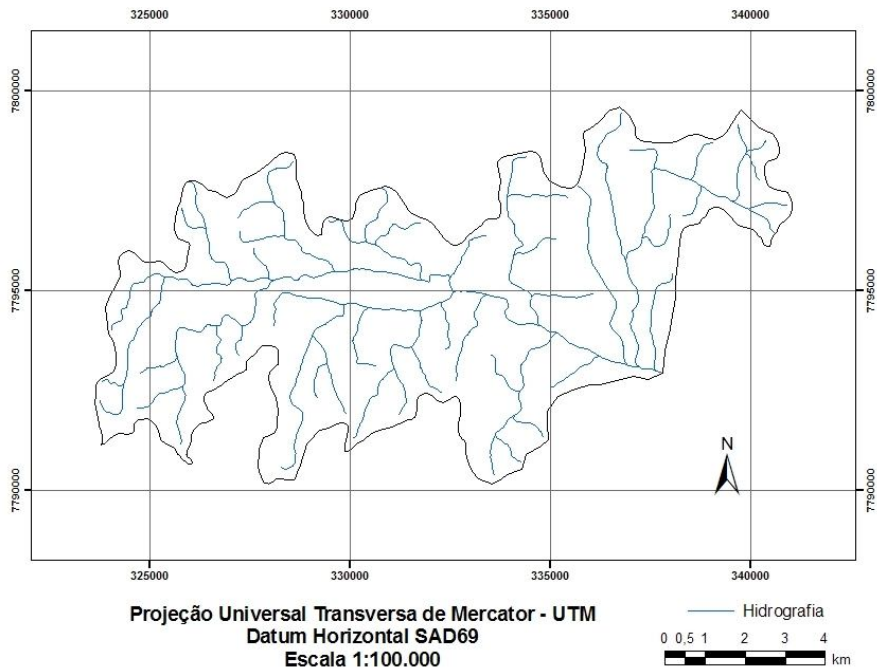 325000 330000 335000 340000
7800000 7800000
7795000 7795000
7790000 7790000
N
325000 330000 335000 340000
Projeção Universal Transversa de Mercator - UTM
Datum Horizontal SAD69
Escala 1:100.000
Hidrografia
0 0,5 1 2 3 4
km